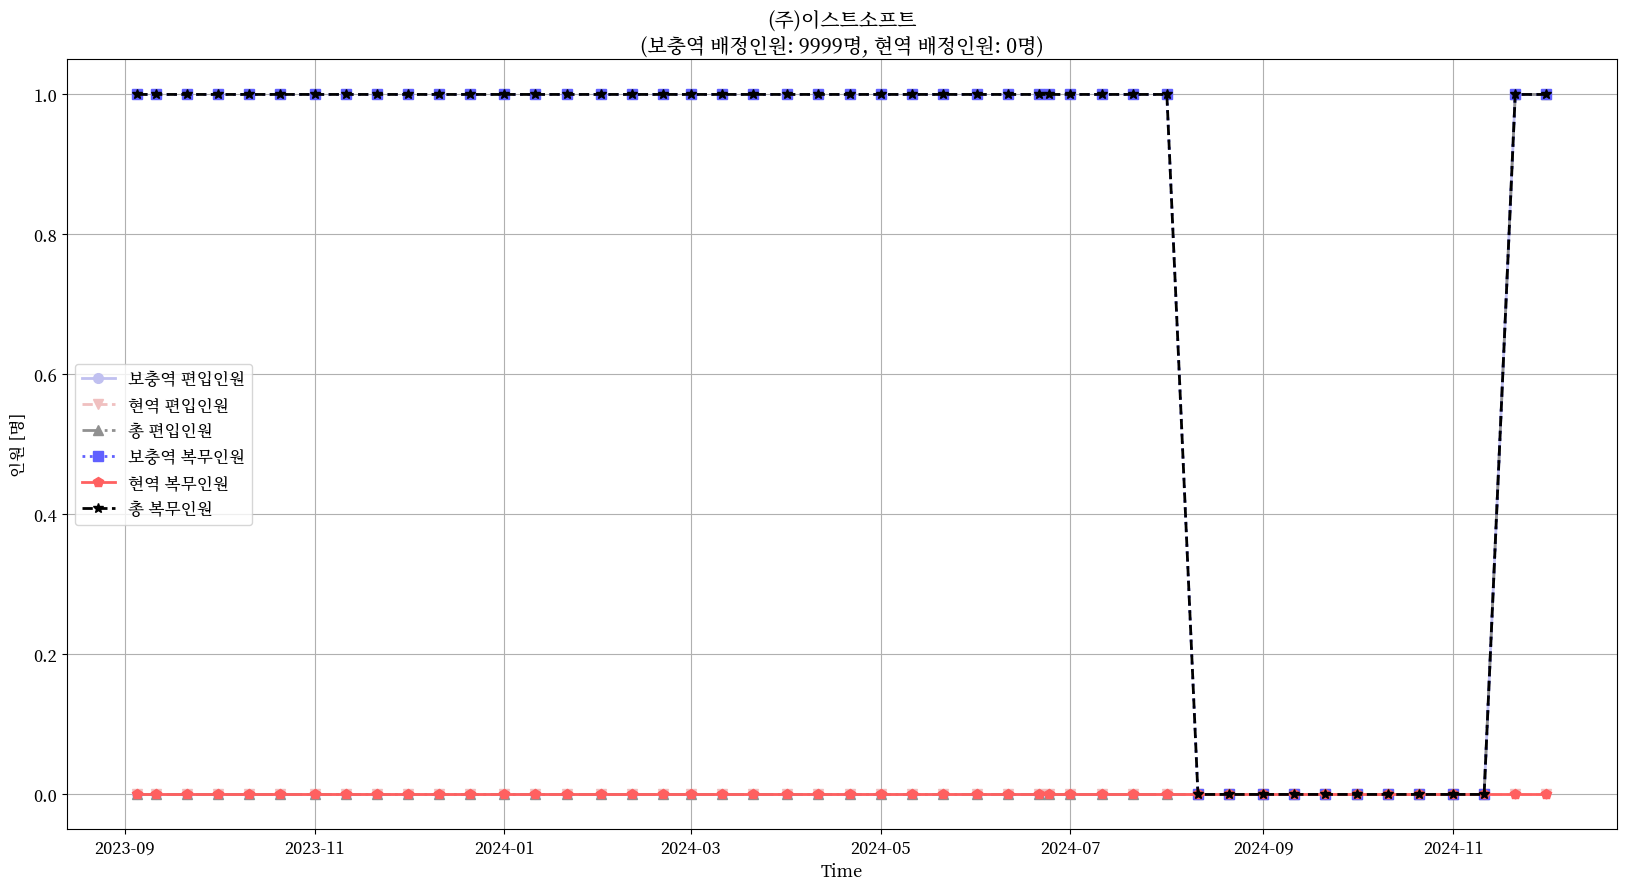 (주)이스트소프트
(보충역 배정인원: 9999명, 현역 배정인원: 0명)
1.0
0.8
0.6
0.4
0.2
0.0
인원 [명]
보충역 편입인원
현역 편입인원
총 편입인원
보충역 복무인원
현역 복무인원
총 복무인원
2023-09
2023-11
2024-01
2024-03
2024-05
2024-07
2024-09
2024-11
Time